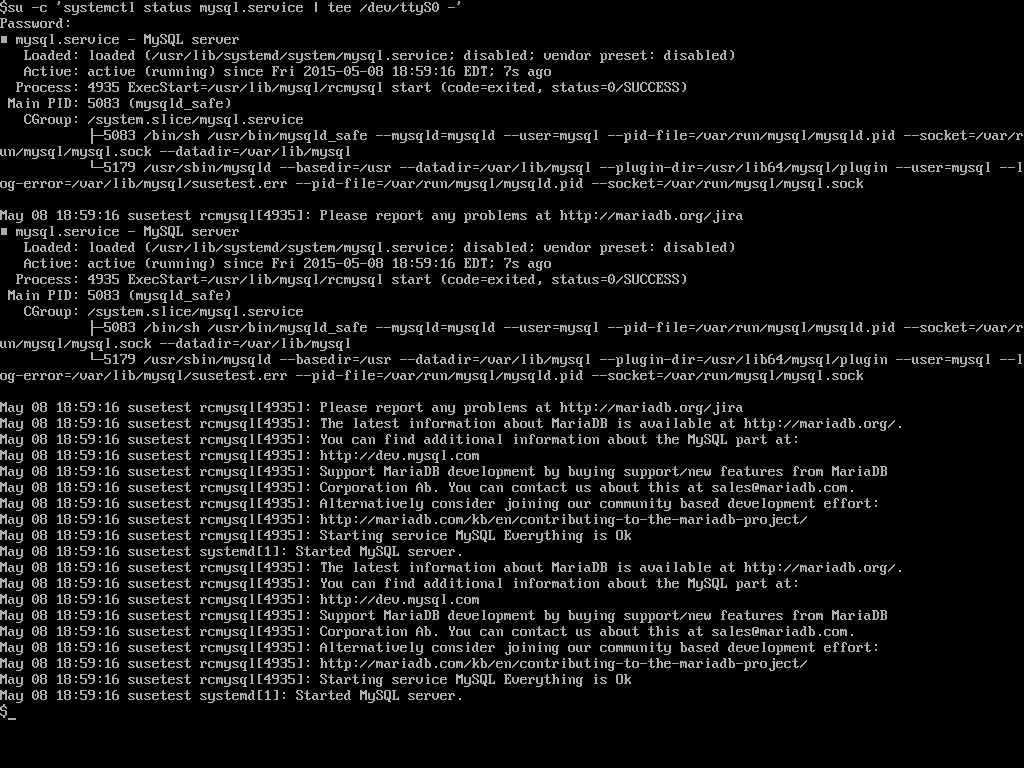 $su -c 'systemctl status mysql.service | tee /dev/ttyS0 -'
Password:
■ mysql.service - MySQL server
   Loaded: loaded (/usr/lib/systemd/system/mysql.service; disabled; vendor preset: disabled)
   Active: active (running) since Fri 2015-05-08 18:59:16 EDT; 7s ago
  Process: 4935 ExecStart=/usr/lib/mysql/rcmysql start (code=exited, status=0/SUCCESS)
 Main PID: 5083 (mysqld_safe)
   CGroup: /system.slice/mysql.service
           ├─5083 /bin/sh /usr/bin/mysqld_safe --mysqld=mysqld --user=mysql --pid-file=/var/run/mysql/mysqld.pid --socket=/var/r
un/mysql/mysql.sock --datadir=/var/lib/mysql
           └─5179 /usr/sbin/mysqld --basedir=/usr --datadir=/var/lib/mysql --plugin-dir=/usr/lib64/mysql/plugin --user=mysql --l
og-error=/var/lib/mysql/susetest.err --pid-file=/var/run/mysql/mysqld.pid --socket=/var/run/mysql/mysql.sock

May 08 18:59:16 susetest rcmysql[4935]: Please report any problems at http://mariadb.org/jira
■ mysql.service - MySQL server
   Loaded: loaded (/usr/lib/systemd/system/mysql.service; disabled; vendor preset: disabled)
   Active: active (running) since Fri 2015-05-08 18:59:16 EDT; 7s ago
  Process: 4935 ExecStart=/usr/lib/mysql/rcmysql start (code=exited, status=0/SUCCESS)
 Main PID: 5083 (mysqld_safe)
   CGroup: /system.slice/mysql.service
           ├─5083 /bin/sh /usr/bin/mysqld_safe --mysqld=mysqld --user=mysql --pid-file=/var/run/mysql/mysqld.pid --socket=/var/r
un/mysql/mysql.sock --datadir=/var/lib/mysql
           └─5179 /usr/sbin/mysqld --basedir=/usr --datadir=/var/lib/mysql --plugin-dir=/usr/lib64/mysql/plugin --user=mysql --l
og-error=/var/lib/mysql/susetest.err --pid-file=/var/run/mysql/mysqld.pid --socket=/var/run/mysql/mysql.sock

May 08 18:59:16 susetest rcmysql[4935]: Please report any problems at http://mariadb.org/jira
May 08 18:59:16 susetest rcmysql[4935]: The latest information about MariaDB is available at http://mariadb.org/.
May 08 18:59:16 susetest rcmysql[4935]: You can find additional information about the MySQL part at:
May 08 18:59:16 susetest rcmysql[4935]: http://dev.mysql.com
May 08 18:59:16 susetest rcmysql[4935]: Support MariaDB development by buying support/new features from MariaDB
May 08 18:59:16 susetest rcmysql[4935]: Corporation Ab. You can contact us about this at sales@mariadb.com.
May 08 18:59:16 susetest rcmysql[4935]: Alternatively consider joining our community based development effort:
May 08 18:59:16 susetest rcmysql[4935]: http://mariadb.com/kb/en/contributing-to-the-mariadb-project/
May 08 18:59:16 susetest rcmysql[4935]: Starting service MySQL Everything is Ok
May 08 18:59:16 susetest systemd[1]: Started MySQL server.
May 08 18:59:16 susetest rcmysql[4935]: The latest information about MariaDB is available at http://mariadb.org/.
May 08 18:59:16 susetest rcmysql[4935]: You can find additional information about the MySQL part at:
May 08 18:59:16 susetest rcmysql[4935]: http://dev.mysql.com
May 08 18:59:16 susetest rcmysql[4935]: Support MariaDB development by buying support/new features from MariaDB
May 08 18:59:16 susetest rcmysql[4935]: Corporation Ab. You can contact us about this at sales@mariadb.com.
May 08 18:59:16 susetest rcmysql[4935]: Alternatively consider joining our community based development effort:
May 08 18:59:16 susetest rcmysql[4935]: http://mariadb.com/kb/en/contributing-to-the-mariadb-project/
May 08 18:59:16 susetest rcmysql[4935]: Starting service MySQL Everything is Ok
May 08 18:59:16 susetest systemd[1]: Started MySQL server.
$_